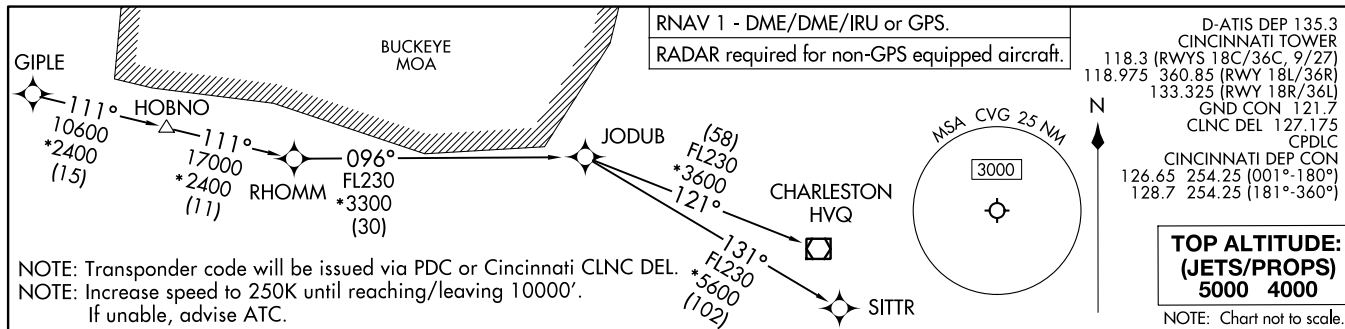 RNAV 1 - DME/DME/IRU or GPS.
RADAR required for non-GPS equipped aircraft.
D-ATIS DEP 135.3
CINCINNATI TOWER
118.3 (RWYS 18C/36C, 9/27)
118.975 360.85 (RWY 18L/36R)
133.325 (RWY 18R/36L)
GND CON 121.7
CLNC DEL 127.175
CPDLC
CINCINNATI DEP CON
126.65 254.25 (001°-180°)
128.7 254.25 (181°-360°)
TOP ALTITUDE:
(JETS/PROPS)
5000 4000
NOTE: Chart not to scale.
BUCKEYE
MOA
GIPLE
111°
10600
*2400
(15)
HOBNO
111°
17000
*2400
(11)
RHOMM
096°
FL230
*3300
(30)
JODUB
(58)
FL230
*3600
121°
CHARLESTON
HVQ
131°
FL230
*5600
(102)
SITTR
MSA CVG 25 NM
3000
N
NOTE: Transponder code will be issued via PDC or Cincinnati CLNC DEL.
NOTE: Increase speed to 250K until reaching/leaving 10000'.
If unable, advise ATC.